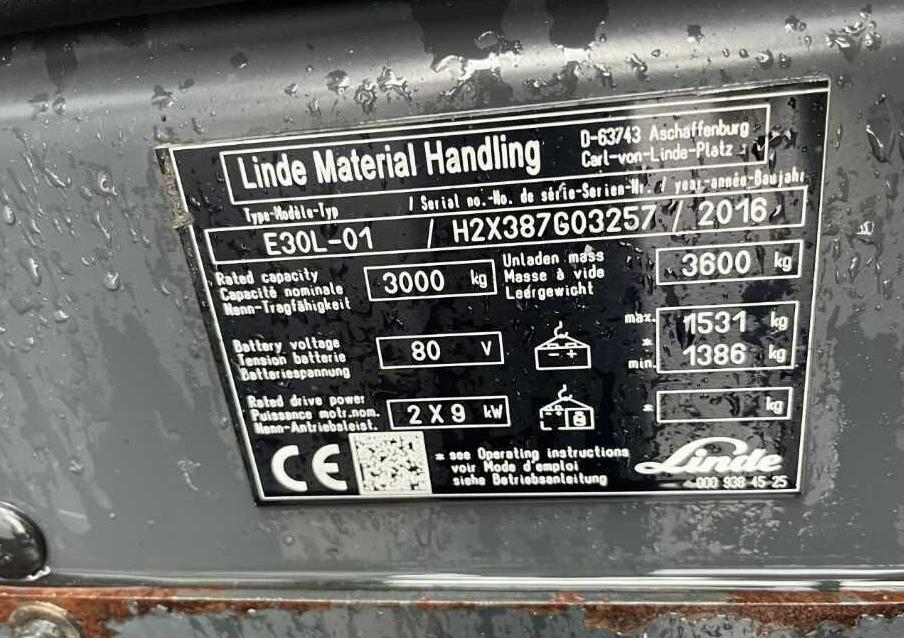 Linde Material Handling D-63743 Aschaffenburg
Carl-von-Linde-Platz
Type-Modèle-Typ / Serial no.-No. de série-Serien-Nr. / year-année-Baujahr
E30L-01 / H2X387G03257 / 2016
Rated capacity
Capacité nominale
Nenn-Tragfähigkeit
3000 kg
Unladen mass
Masse à vide
Leergewicht
3600 kg
Battery voltage
Tension batterie
Batteriespannung
80 V
- +
max. 1531 kg
*
min. 1386 kg
Rated drive power
Puissance motr.nom.
Nenn-Antriebsleist.
2 X 9 kW
* kg
CE
* see Operating instructions
voir Mode d'emploi
siehe Betriebsanleitung
Linde
000 938 45 25